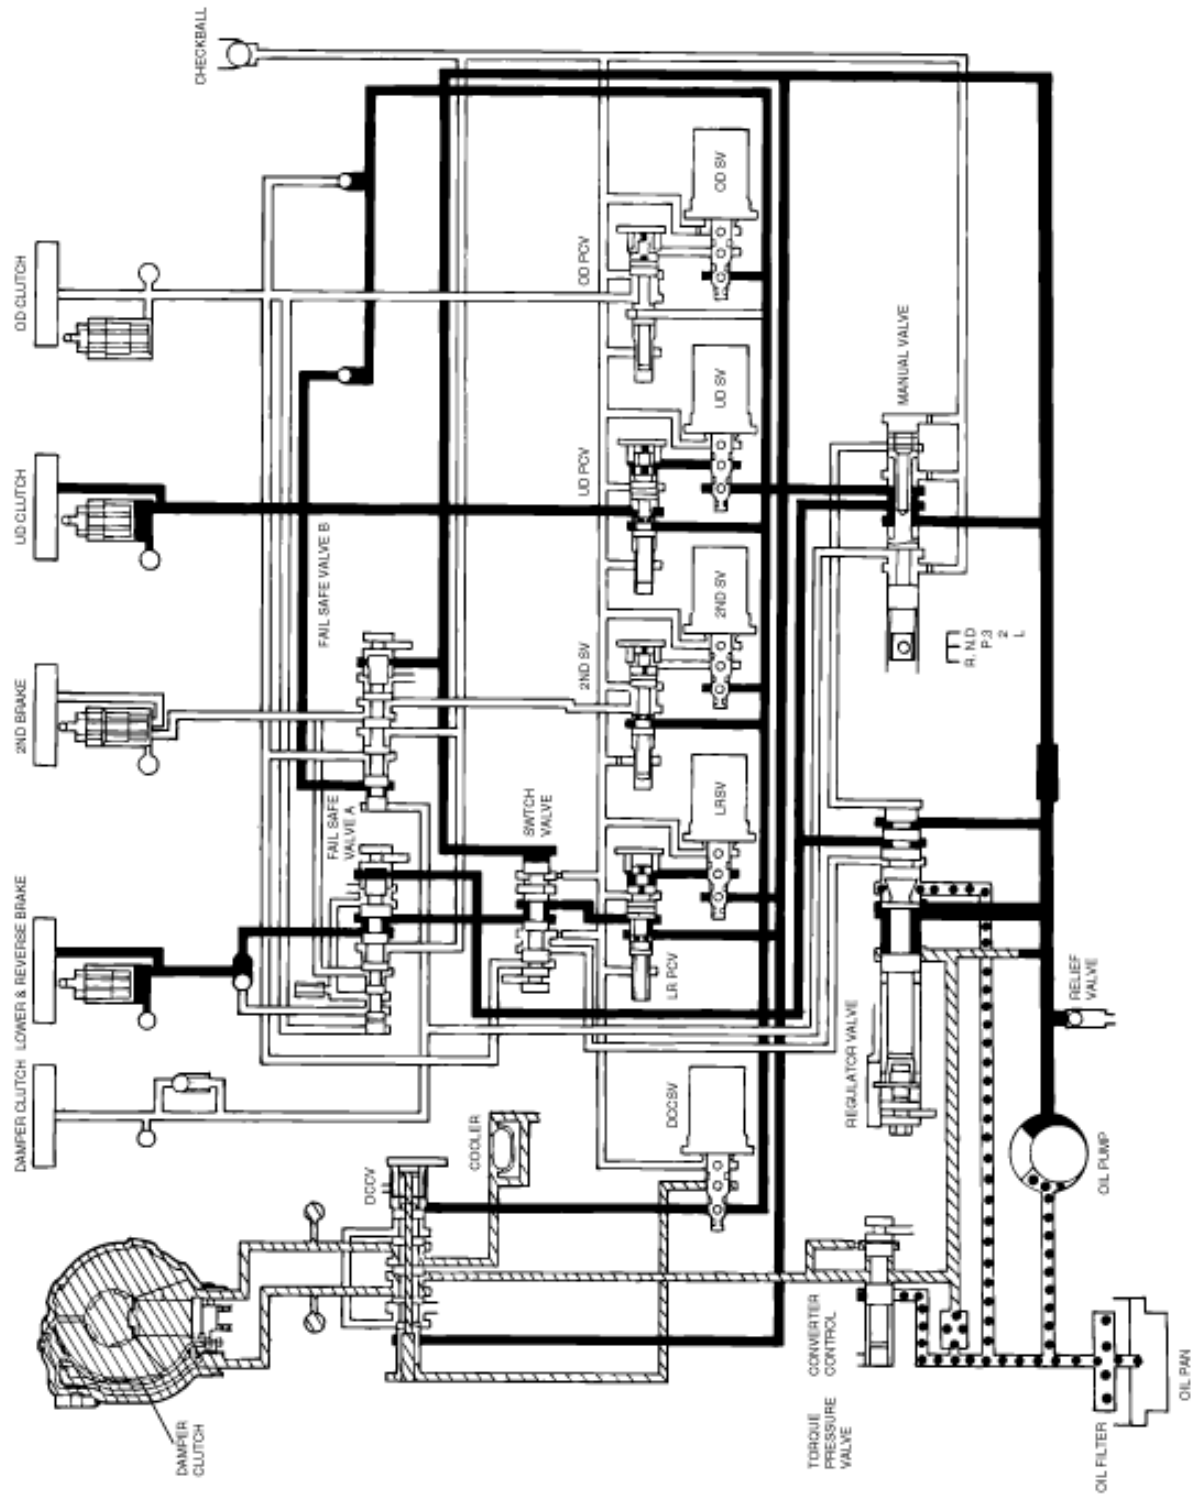 CHECKBALL
OD CLUTCH
UD CLUTCH
2ND BRAKE
LOWER & REVERSE BRAKE
DAMPER CLUTCH
DAMPER
CLUTCH
FAIL SAFE VALVE B
FAIL SAFE
VALVE A
SWTCH
VALVE
DCCV
COOLER
OD PCV
UD PCV
2ND SV
LR PCV
OD SV
UD SV
2ND SV
LRSV
DCCSV
MANUAL VALVE
R. N.D
P.3
2
L
REGULATOR VALVE
RELIEF
VALVE
TORQUE CONVERTER
PRESSURE CONTROL
VALVE
OIL PUMP
OIL FILTER
OIL PAN